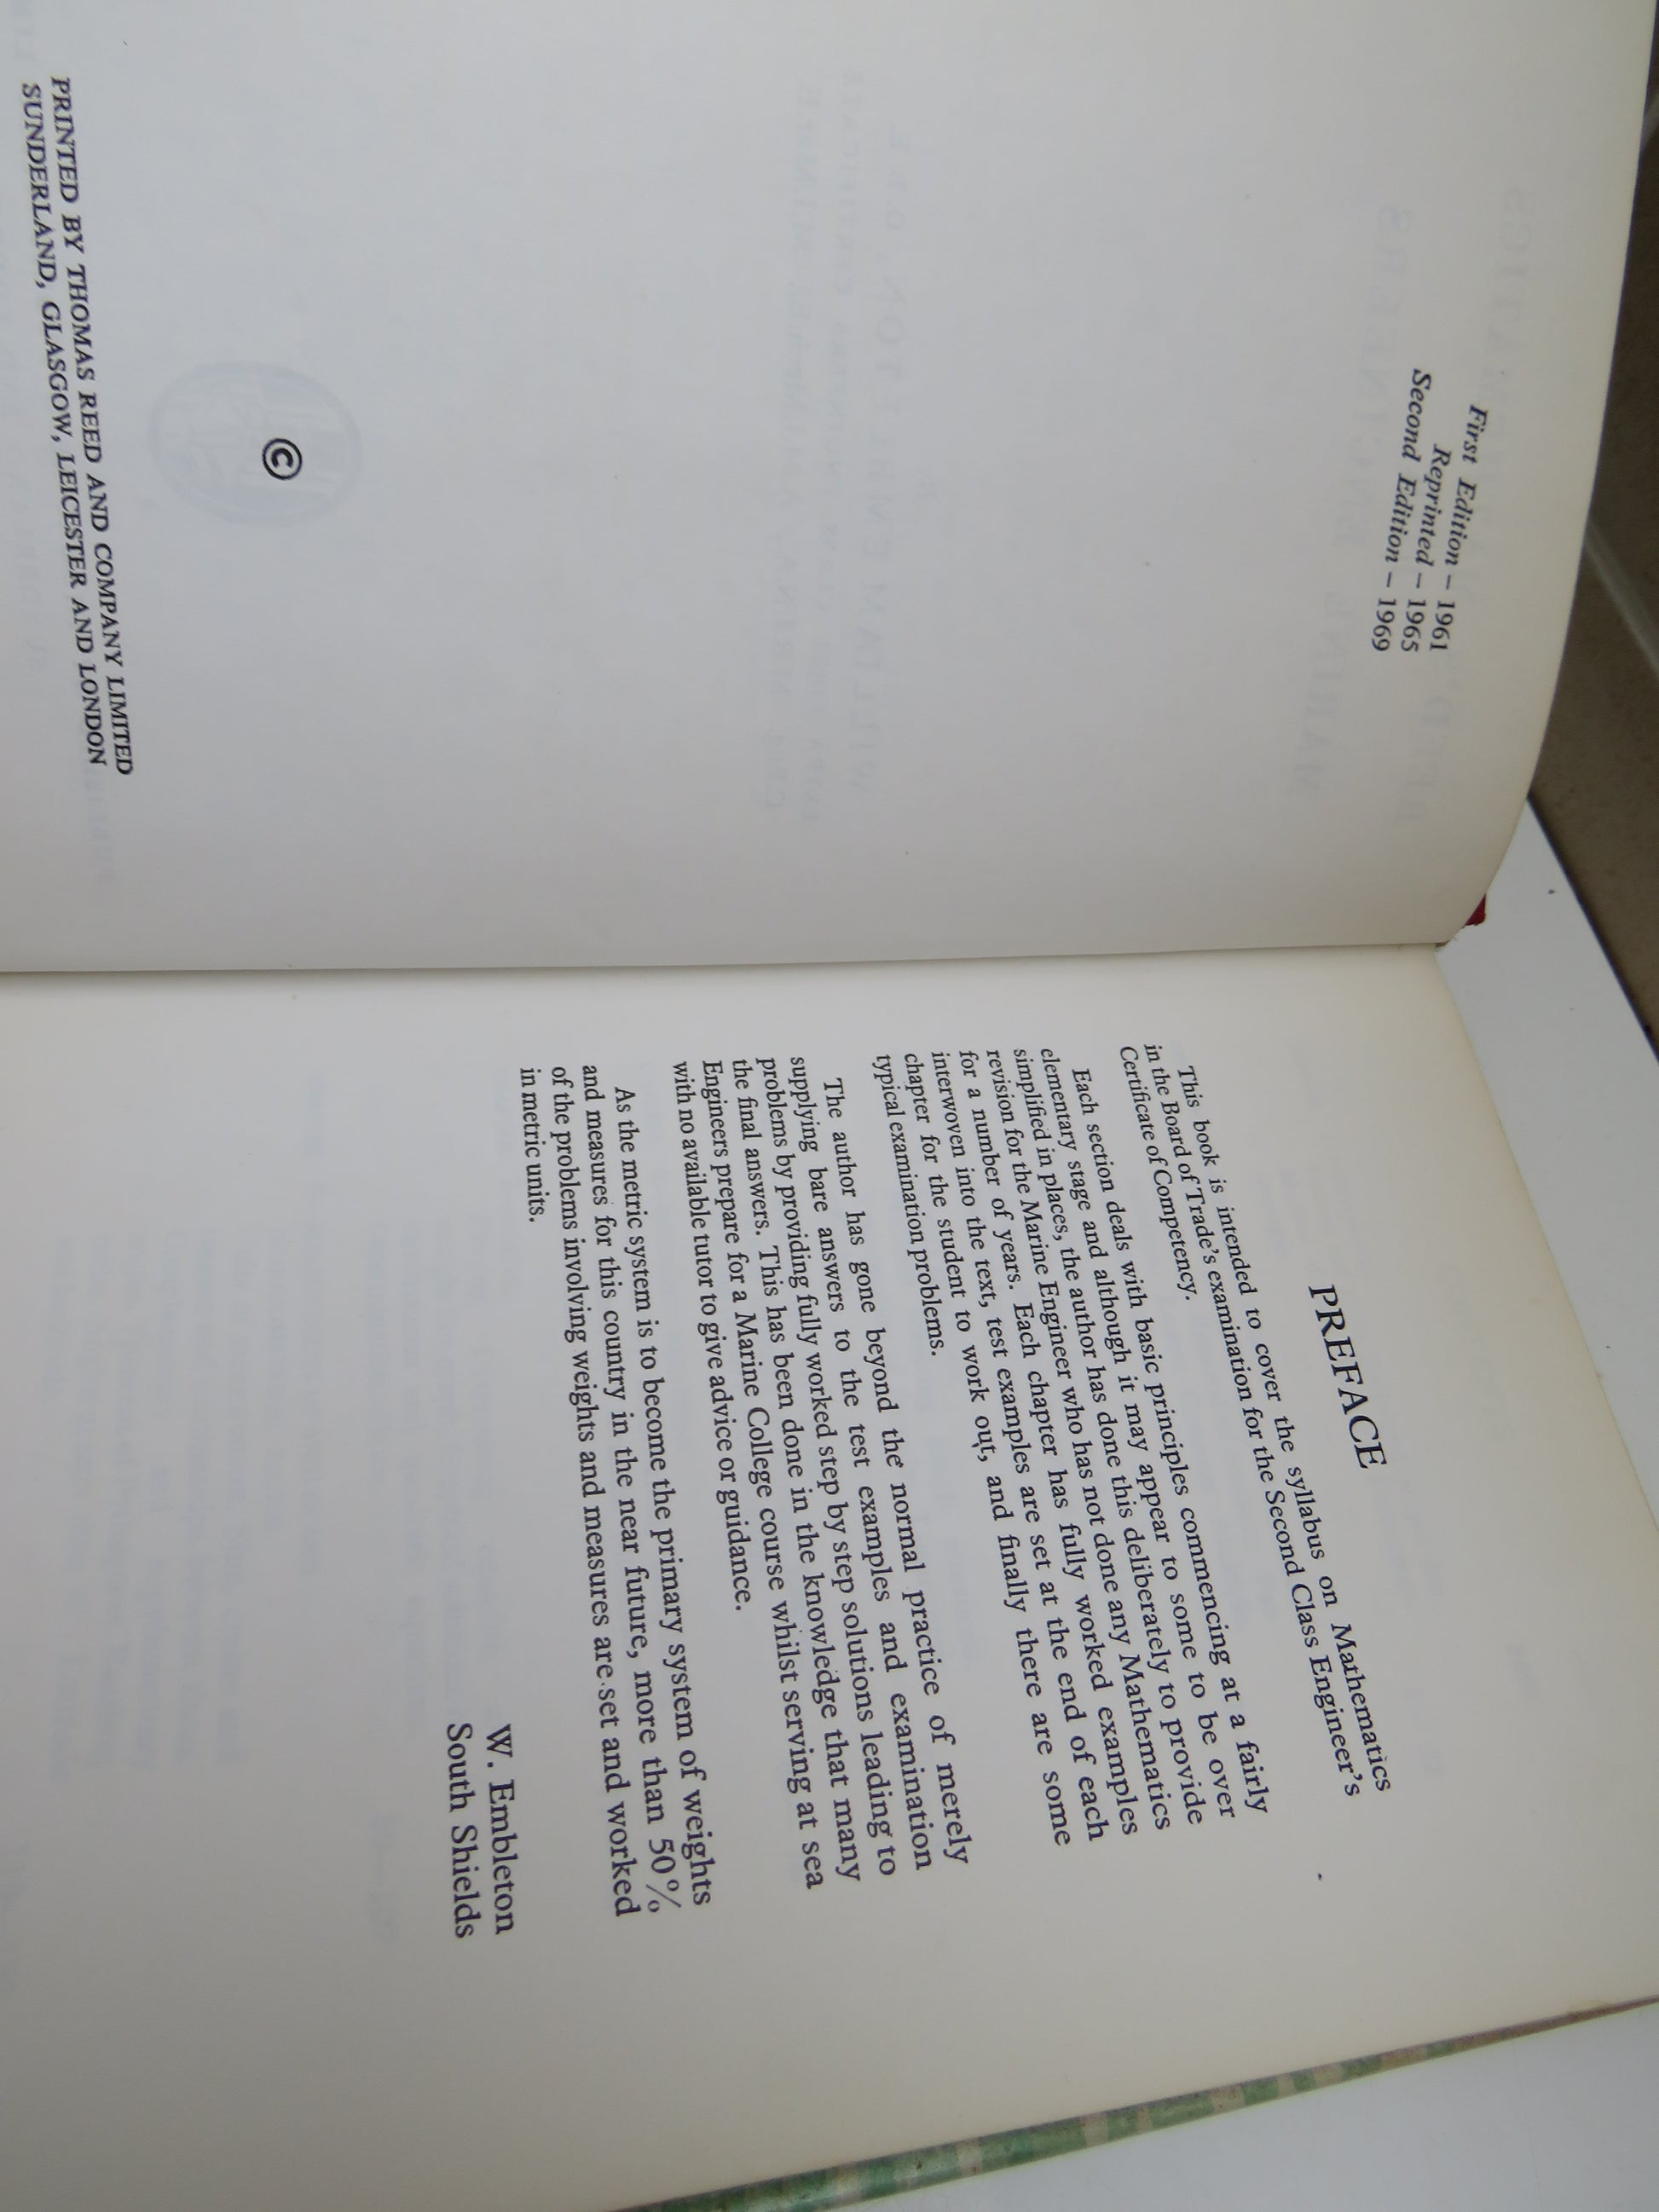 First Edition – 1961
Reprinted – 1965
Second Edition – 1969
©
PRINTED BY THOMAS REED AND COMPANY LIMITED
SUNDERLAND, GLASGOW, LEICESTER AND LONDON
PREFACE
This book is intended to cover the syllabus on Mathematics
in the Board of Trade's examination for the Second Class Engineer's
Certificate of Competency.
Each section deals with basic principles commencing at a fairly
elementary stage and although it may appear to some to be over
simplified in places, the author has done this deliberately to provide
revision for the Marine Engineer who has not done any Mathematics
for a number of years. Each chapter has fully worked examples
interwoven into the text, test examples are set at the end of each
chapter for the student to work out, and finally there are some
typical examination problems.
The author has gone beyond the normal practice of merely
supplying bare answers to the test examples and examination
problems by providing fully worked step by step solutions leading to
the final answers. This has been done in the knowledge that many
Engineers prepare for a Marine College course whilst serving at sea
with no available tutor to give advice or guidance.
As the metric system is to become the primary system of weights
and measures for this country in the near future, more than 50%
of the problems involving weights and measures are set and worked
in metric units.
W. Embleton
South Shields